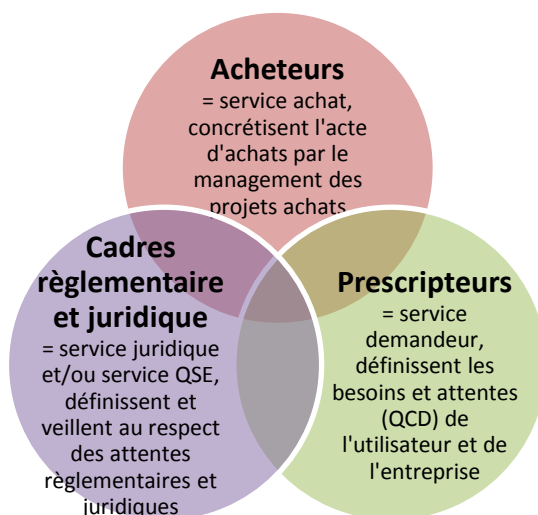 Acheteurs
= service achat,
concrétisent l'acte
d'achats par le
management des
projets achats
Cadres
règlementaire
et juridique
= service juridique
et/ou service QSE,
définissent et
veillent au respect
des attentes
règlementaires et
juridiques
Prescripteurs
= service
demandeur,
définissent les
besoins et attentes
(QCD) de
l'utilisateur et de
l'entreprise